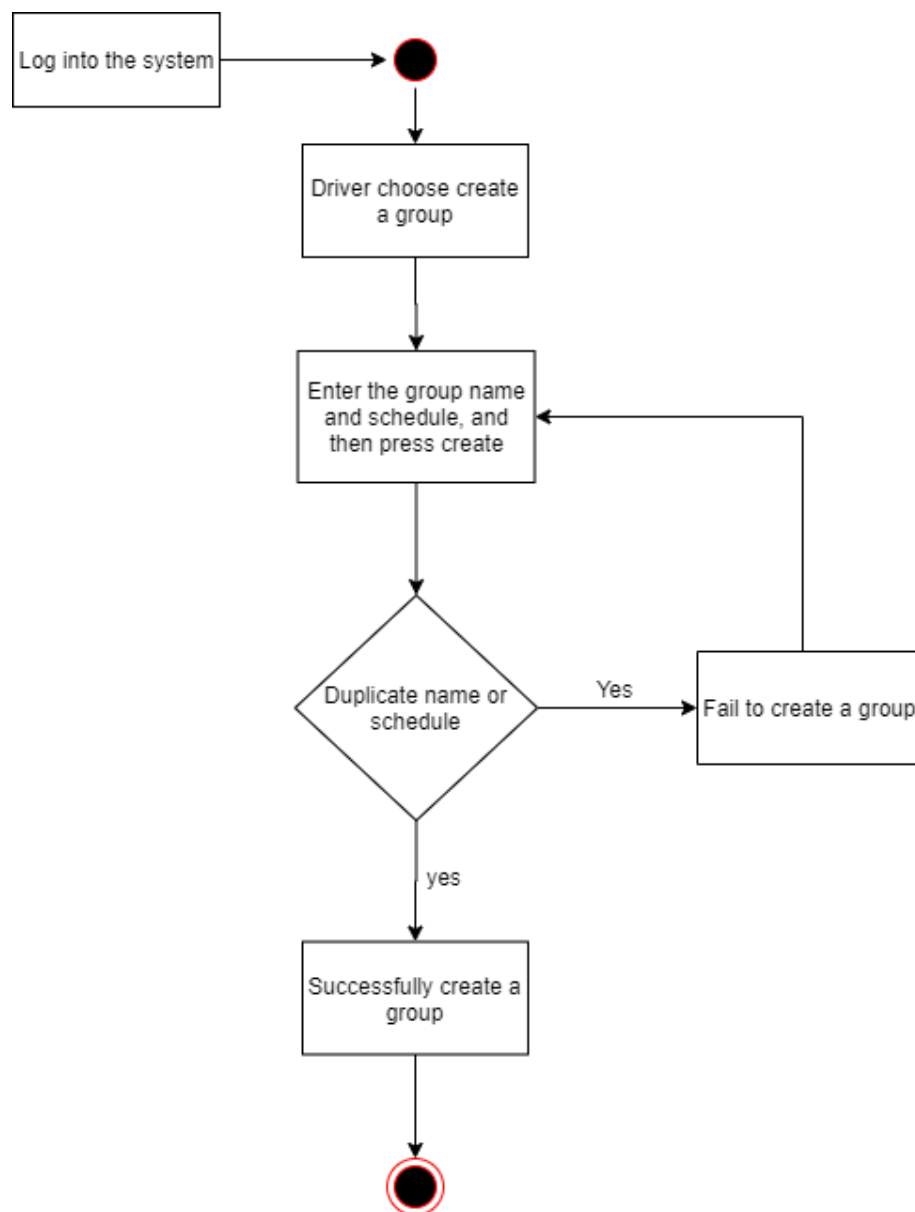 Log into the system
Driver choose create
a group
Enter the group name
and schedule, and
then press create
Duplicate name or
schedule
Yes
Fail to create a group
yes
Successfully create a
group